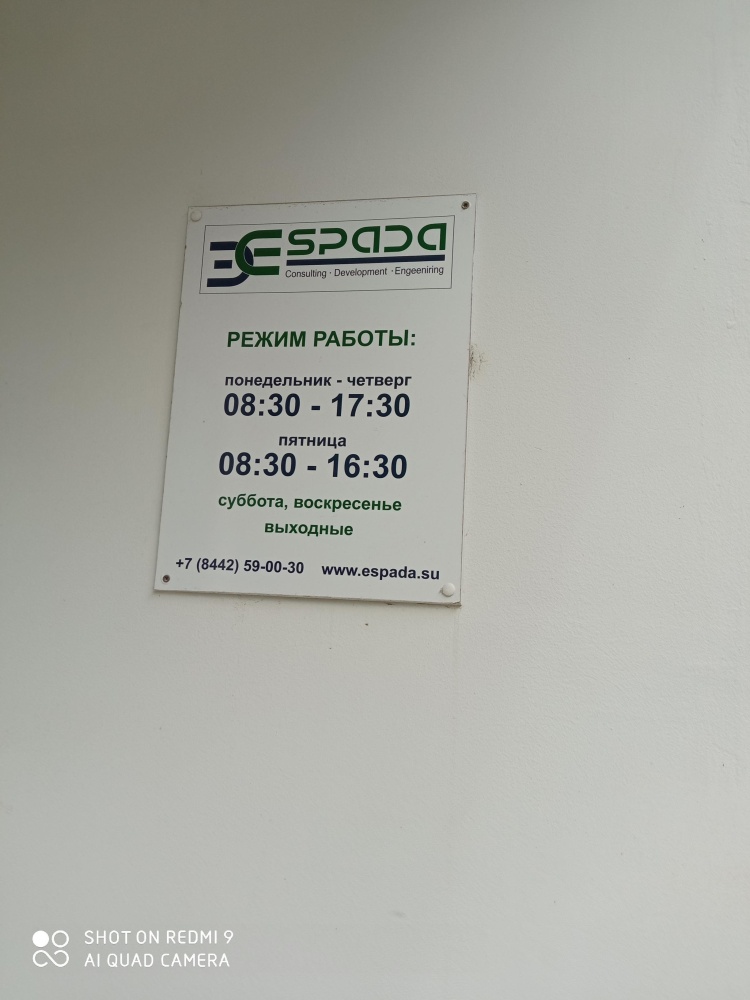 ESPADA
Consulting · Development · Engeeniring
РЕЖИМ РАБОТЫ:
понедельник - четверг
08:30 - 17:30
пятница
08:30 - 16:30
суббота, воскресенье
выходные
+7 (8442) 59-00-30 www.espada.su
SHOT ON REDMI 9
AI QUAD CAMERA